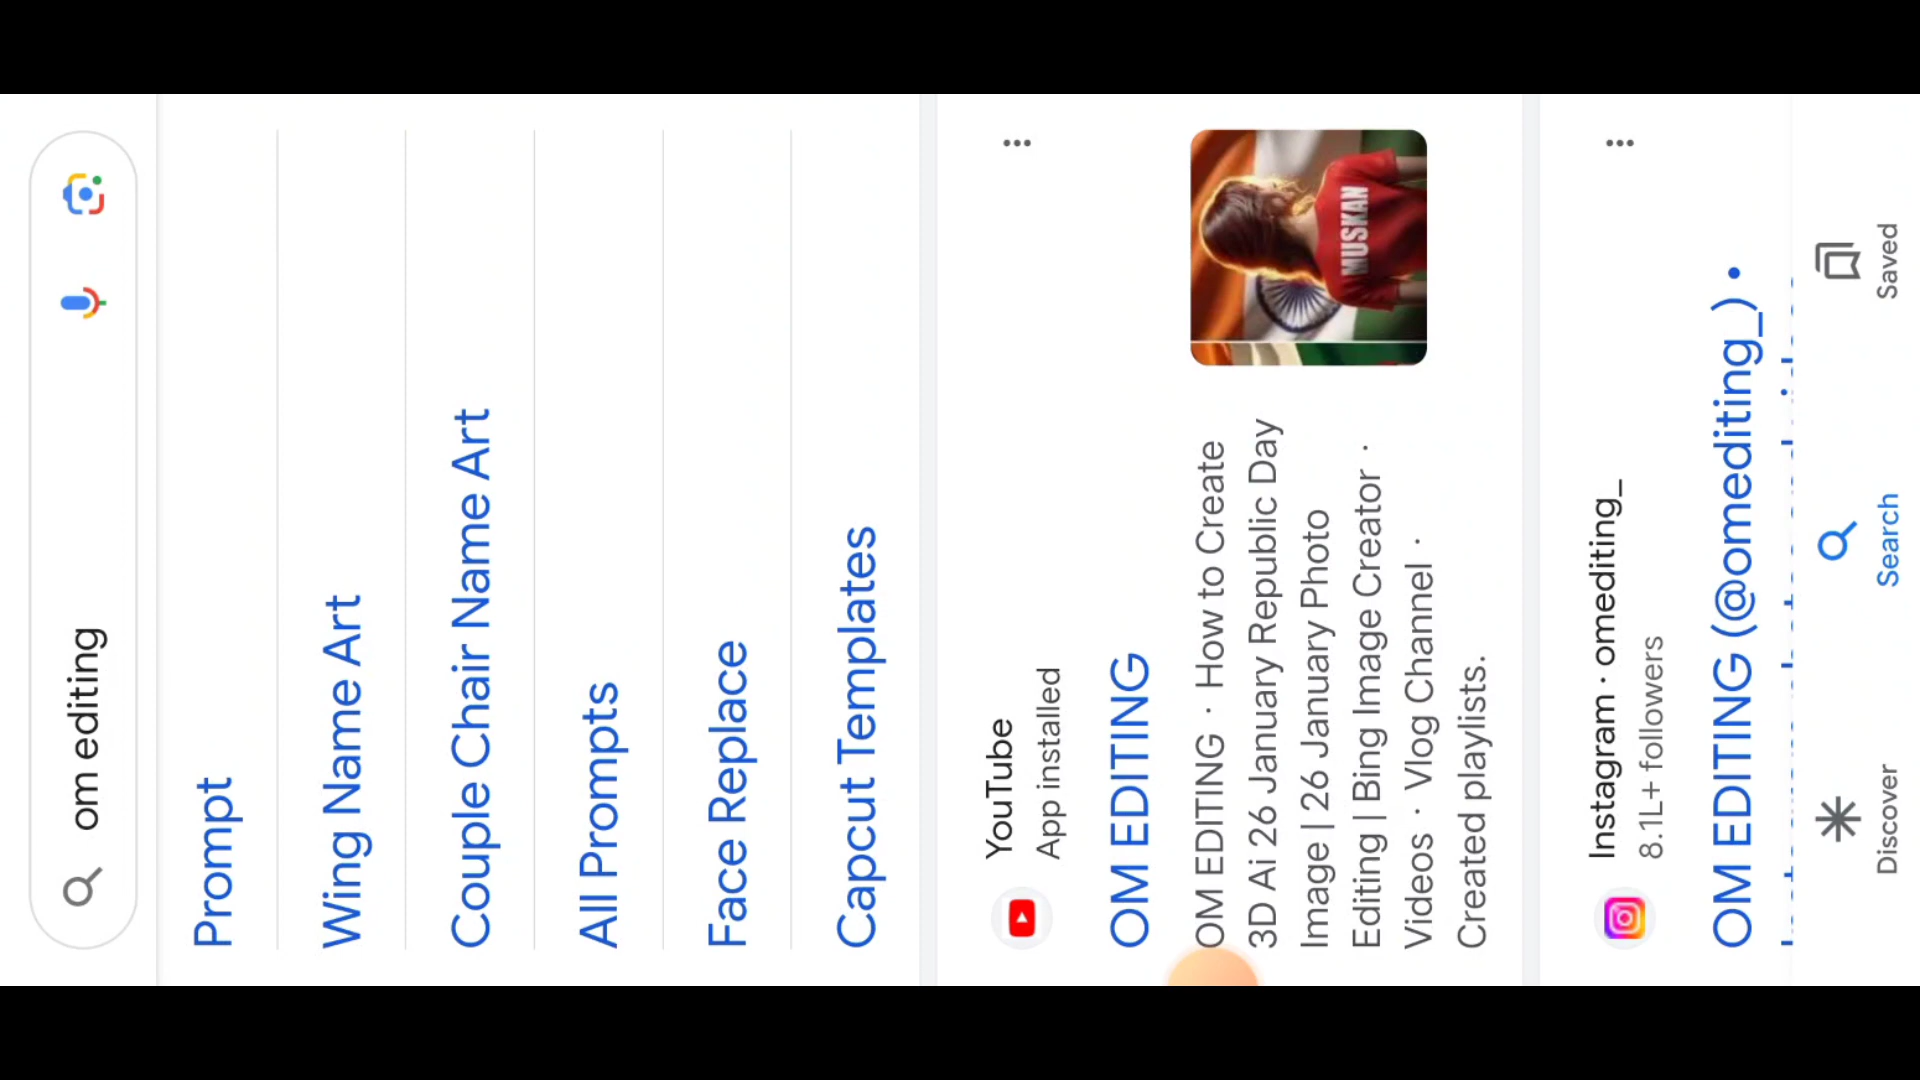 om editing
Prompt
Wing Name Art
Couple Chair Name Art
All Prompts
Face Replace
Capcut Templates
YouTube
App installed
OM EDITING
OM EDITING · How to Create
3D Ai 26 January Republic Day
Image | 26 January Photo
Editing | Bing Image Creator ·
Videos · Vlog Channel ·
Created playlists.
MUSKAN
Instagram · omediting_
8.1L+ followers
OM EDITING (@omediting_) •
Discover
Search
Saved